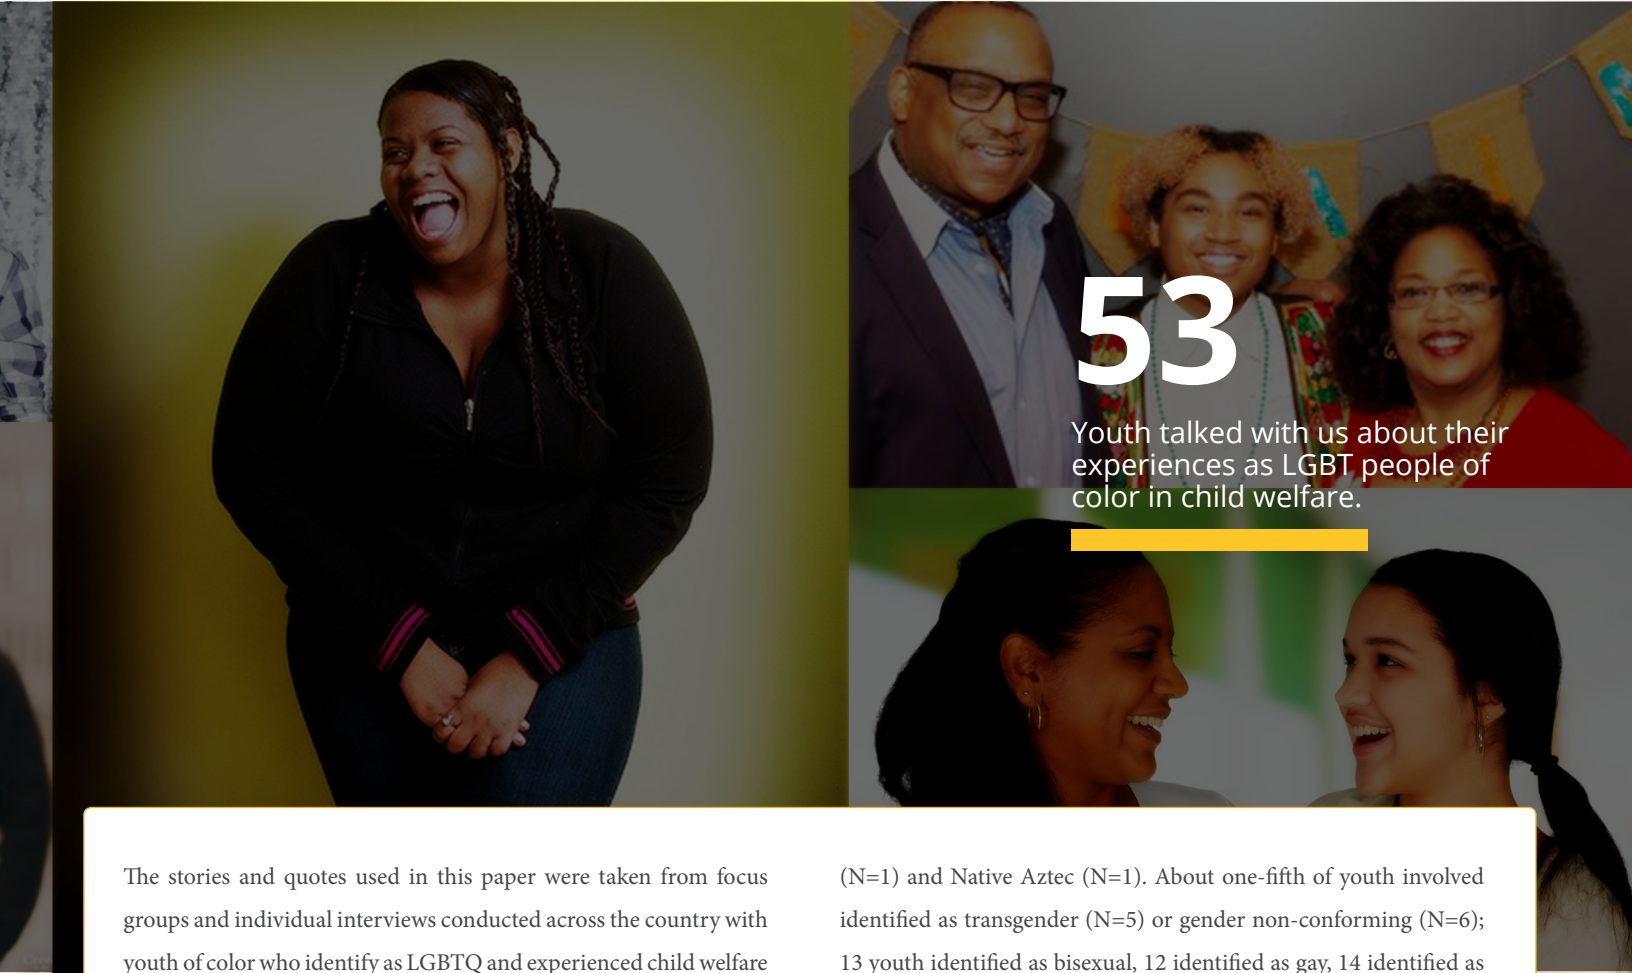 53
Youth talked with us about their
experiences as LGBT people of
color in child welfare.
The stories and quotes used in this paper were taken from focus
groups and individual interviews conducted across the country with
youth of color who identify as LGBTQ and experienced child welfare
(N=1) and Native Aztec (N=1). About one-fifth of youth involved
identified as transgender (N=5) or gender non-conforming (N=6);
13 youth identified as bisexual, 12 identified as gay, 14 identified as